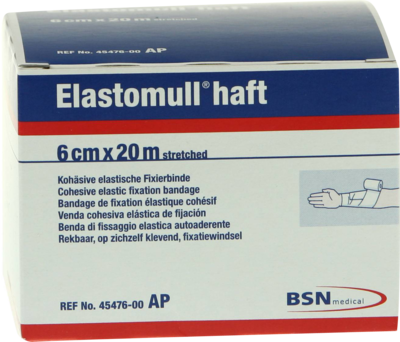 6 cm x 20 m stretched
REF No. 45476-00 AP
Elastomull® haft
6 cm x 20 m stretched
Kohäsive elastische Fixierbinde
Cohesive elastic fixation bandage
Bandage de fixation élastique cohésif
Venda cohesiva elástica de fijación
Benda di fissaggio elastica autoaderente
Rekbaar, op zichzelf klevend, fixatiewindsel
REF No. 45476-00 AP
BSN medical